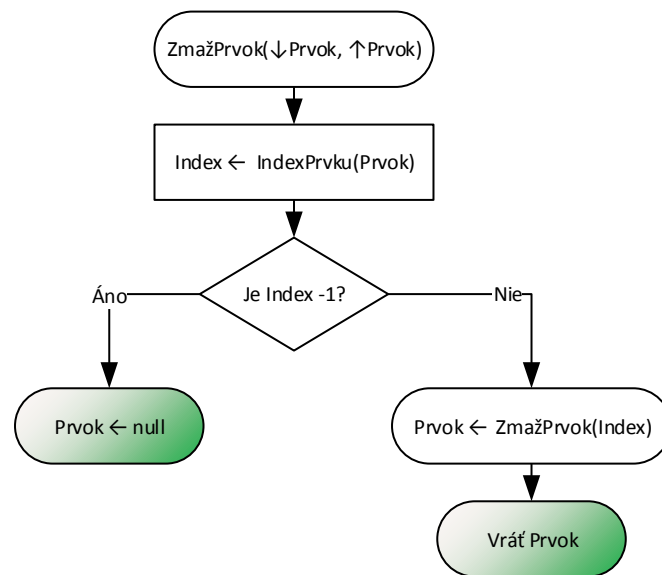 ZmažPrvok(↓Prvok, ↑Prvok)
Index ← IndexPrvku(Prvok)
Je Index -1?
Áno
Nie
Prvok ← null
Prvok ← ZmažPrvok(Index)
Vráť Prvok